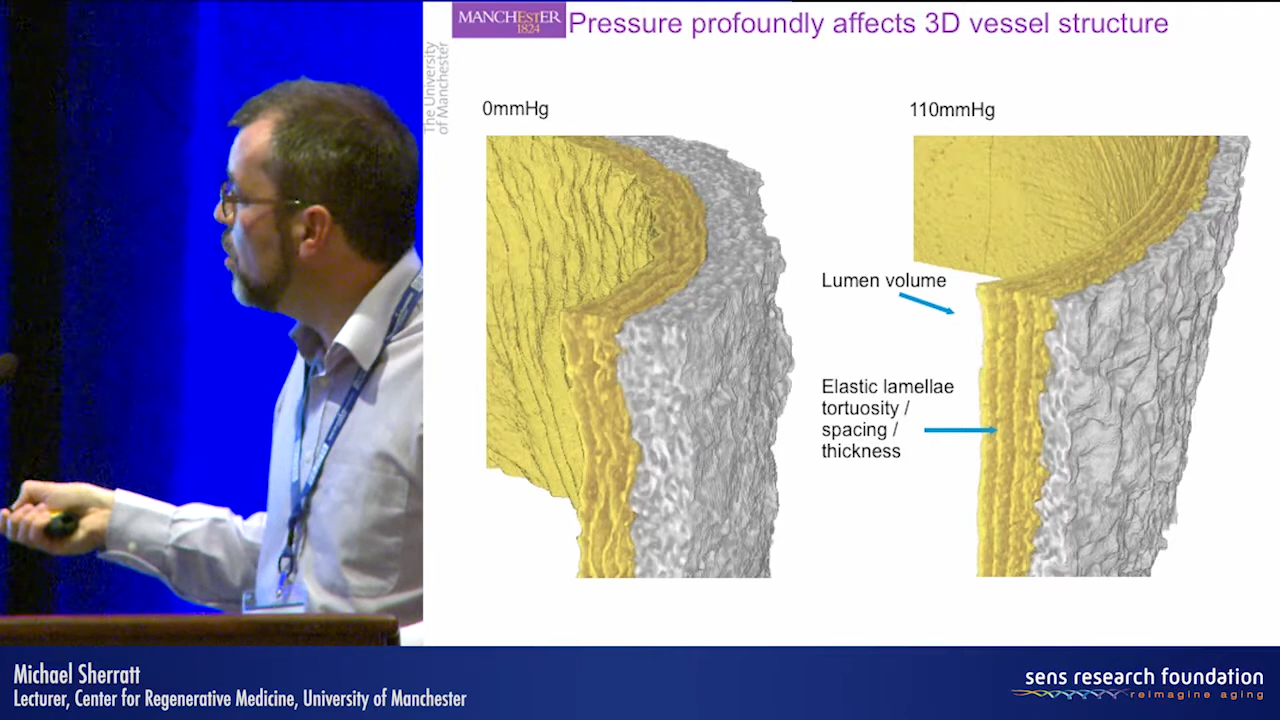 MANCHESTER
1824
The University
of Manchester
Pressure profoundly affects 3D vessel structure
0mmHg
110mmHg
Lumen volume
Elastic lamellae
tortuosity /
spacing /
thickness
Michael Sherratt
Lecturer, Center for Regenerative Medicine, University of Manchester
sens research foundation
reimagine aging